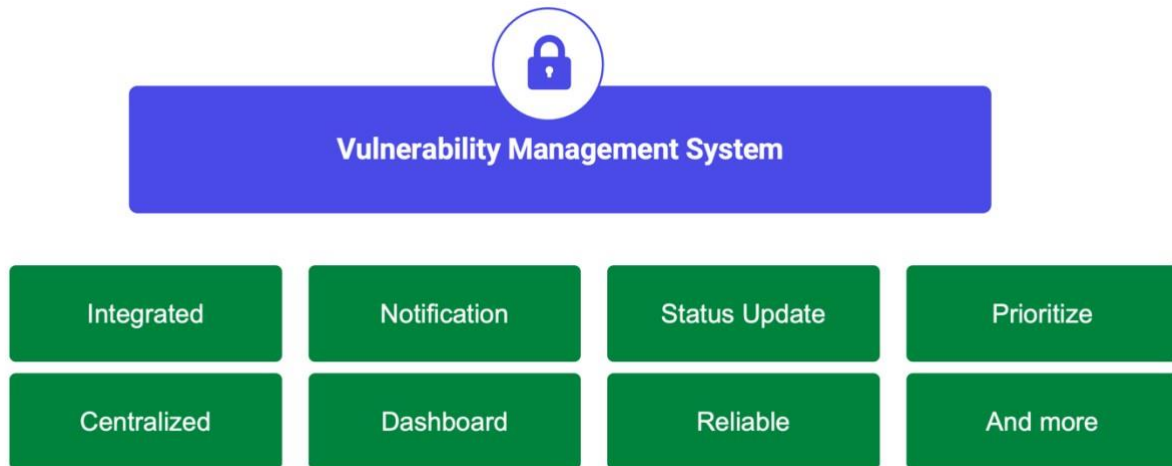 Vulnerability Management System
Integrated
Notification
Status Update
Prioritize
Centralized
Dashboard
Reliable
And more